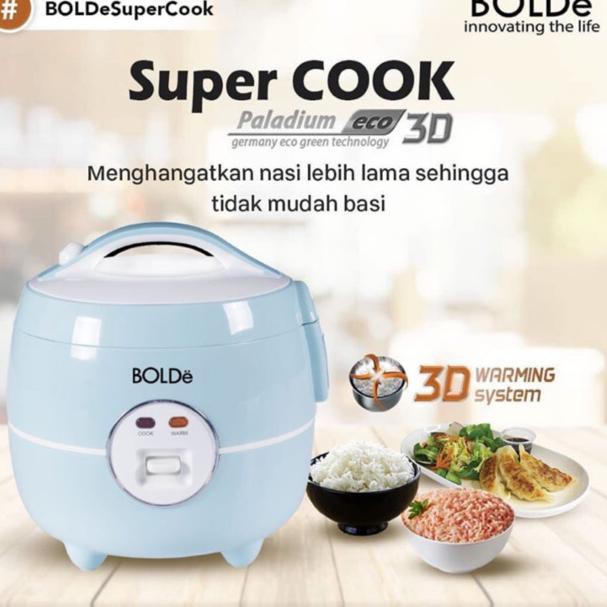 # BOLDeSuperCook
BOLDe
innovating the life
Super COOK
Paladium eco 3D
germany eco green technology
Menghangatkan nasi lebih lama sehingga
tidak mudah basi
3D WARMING
system
BOLDë
COOK WARM